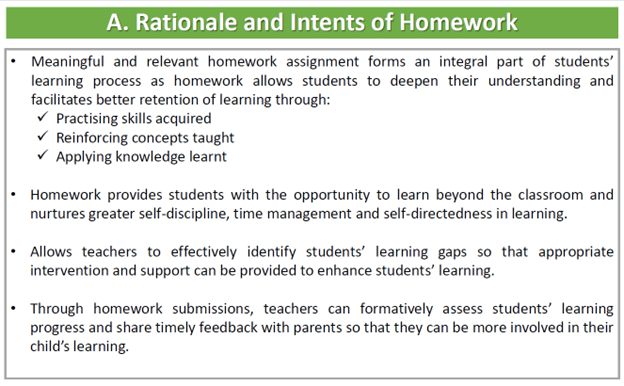 A. Rationale and Intents of Homework
• Meaningful and relevant homework assignment forms an integral part of students’
learning process as homework allows students to deepen their understanding and
facilitates better retention of learning through:
✓ Practising skills acquired
✓ Reinforcing concepts taught
✓ Applying knowledge learnt
• Homework provides students with the opportunity to learn beyond the classroom and
nurtures greater self-discipline, time management and self-directedness in learning.
• Allows teachers to effectively identify students’ learning gaps so that appropriate
intervention and support can be provided to enhance students’ learning.
• Through homework submissions, teachers can formatively assess students’ learning
progress and share timely feedback with parents so that they can be more involved in their
child’s learning.